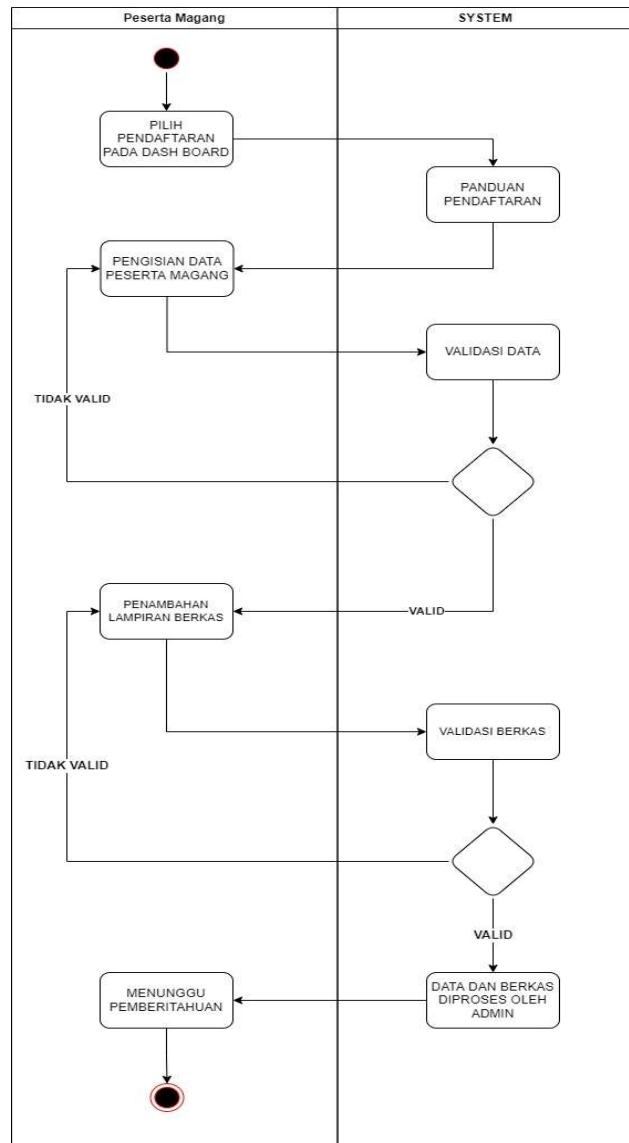 Peserta Magang
SYSTEM
PILIH
PENDAFTARAN
PADA DASH BOARD
PANDUAN
PENDAFTARAN
PENGISIAN DATA
PESERTA MAGANG
VALIDASI DATA
TIDAK VALID
PENAMBAHAN
LAMPIRAN BERKAS
VALID
VALIDASI BERKAS
TIDAK VALID
VALID
DATA DAN BERKAS
DIPROSES OLEH
ADMIN
MENUNGGU
PEMBERITAHUAN